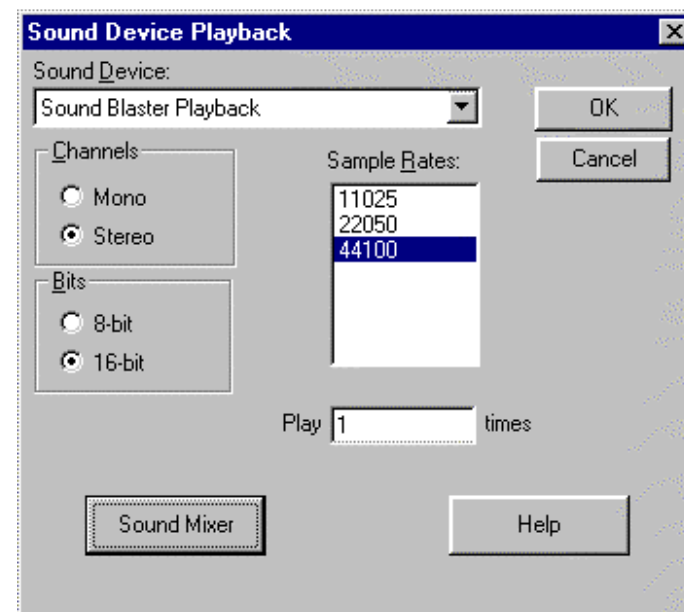 Sound Device Playback
Sound Device:
Sound Blaster Playback
OK
Cancel
Channels
Mono
Stereo
Sample Rates:
11025
22050
44100
Bits
8-bit
16-bit
Play 1 times
Sound Mixer
Help